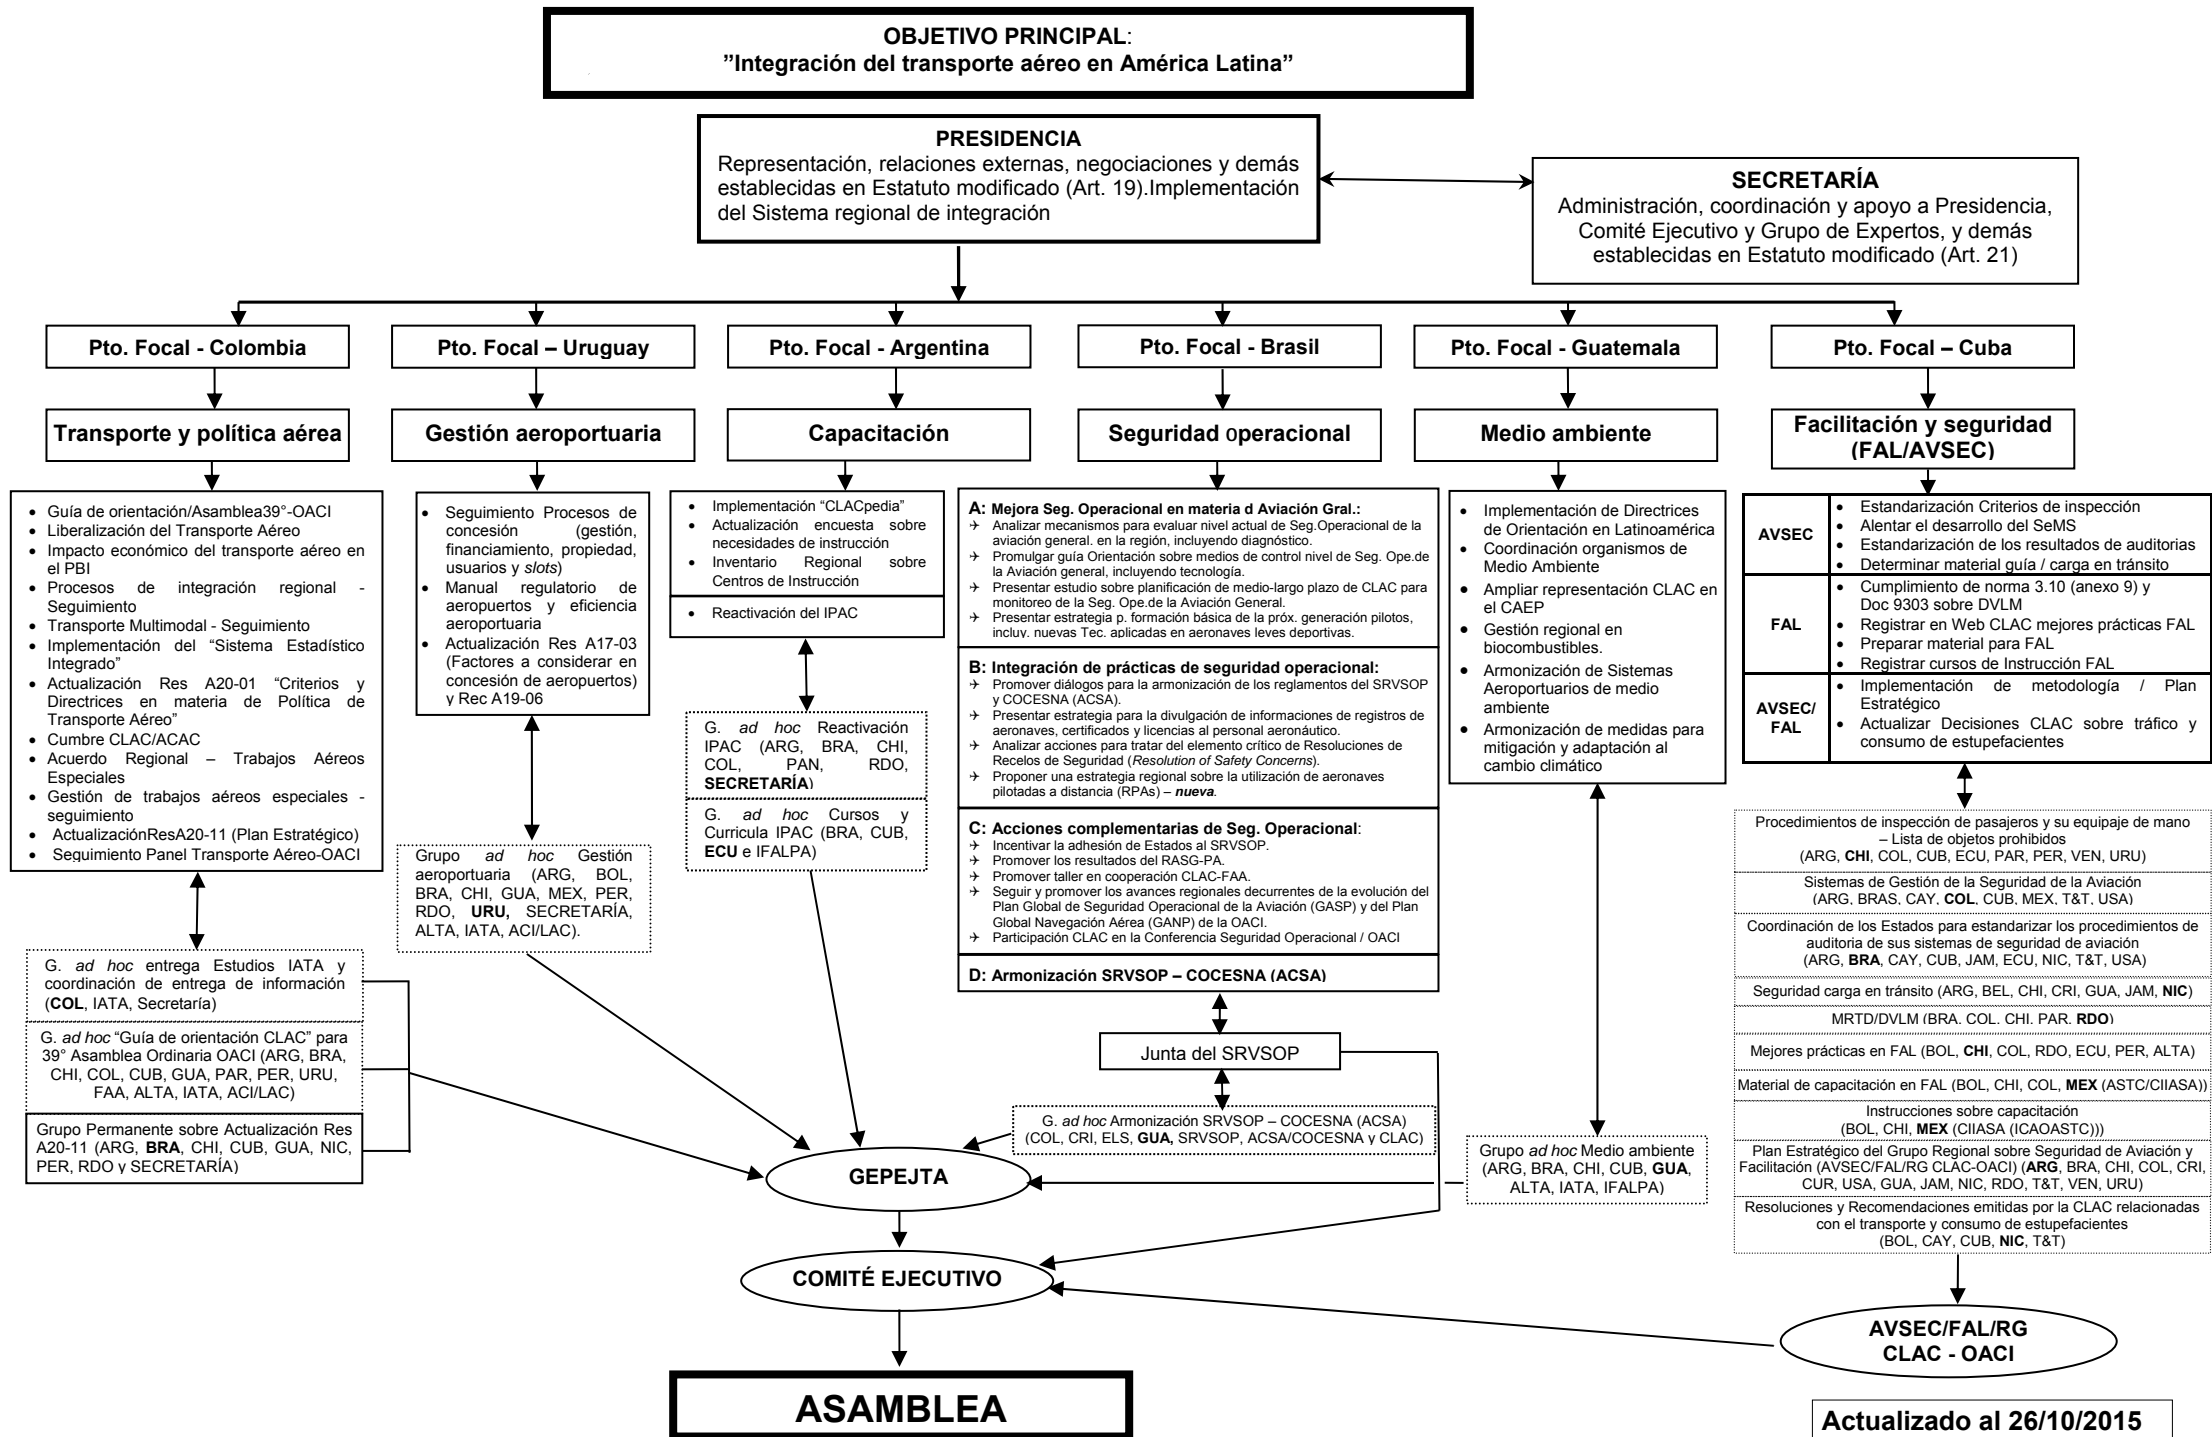 OBJETIVO PRINCIPAL:
”Integración del transporte aéreo en América Latina”
PRESIDENCIA
Representación, relaciones externas, negociaciones y demás
establecidas en Estatuto modificado (Art. 19).Implementación
del Sistema regional de integración
SECRETARÍA
Administración, coordinación y apoyo a Presidencia,
Comité Ejecutivo y Grupo de Expertos, y demás
establecidas en Estatuto modificado (Art. 21)
Pto. Focal - Colombia
Pto. Focal – Uruguay
Pto. Focal - Argentina
Pto. Focal - Brasil
Pto. Focal - Guatemala
Pto. Focal – Cuba
Transporte y política aérea
Gestión aeroportuaria
Capacitación
Seguridad operacional
Medio ambiente
Facilitación y seguridad
(FAL/AVSEC)
• Guía de orientación/Asamblea39°-OACI
• Liberalización del Transporte Aéreo
• Impacto económico del transporte aéreo en
el PBI
• Procesos de integración regional -
Seguimiento
• Transporte Multimodal - Seguimiento
• Implementación del “Sistema Estadístico
Integrado”
• Actualización Res A20-01 “Criterios y
Directrices en materia de Política de
Transporte Aéreo”
• Cumbre CLAC/ACAC
• Acuerdo Regional – Trabajos Aéreos
Especiales
• Gestión de trabajos aéreos especiales -
seguimiento
• ActualizaciónResA20-11 (Plan Estratégico)
• Seguimiento Panel Transporte Aéreo-OACI
G. ad hoc entrega Estudios IATA y
coordinación de entrega de información
(COL, IATA, Secretaría)
G. ad hoc “Guía de orientación CLAC” para
39° Asamblea Ordinaria OACI (ARG, BRA,
CHI, COL, CUB, GUA, PAR, PER, URU,
FAA, ALTA, IATA, ACI/LAC)
Grupo Permanente sobre Actualización Res
A20-11 (ARG, BRA, CHI, CUB, GUA, NIC,
PER, RDO y SECRETARÍA)
• Seguimiento Procesos de
concesión (gestión,
financiamiento, propiedad,
usuarios y slots)
• Manual regulatorio de
aeropuertos y eficiencia
aeroportuaria
• Actualización Res A17-03
(Factores a considerar en
concesión de aeropuertos)
y Rec A19-06
Grupo ad hoc Gestión
aeroportuaria (ARG, BOL,
BRA, CHI, GUA, MEX, PER,
RDO, URU, SECRETARÍA,
ALTA, IATA, ACI/LAC).
• Implementación “CLACpedia”
• Actualización encuesta sobre
necesidades de instrucción
• Inventario Regional sobre
Centros de Instrucción
• Reactivación del IPAC
G. ad hoc Reactivación
IPAC (ARG, BRA, CHI,
COL, PAN, RDO,
SECRETARÍA)
G. ad hoc Cursos y
Curricula IPAC (BRA, CUB,
ECU e IFALPA)
A: Mejora Seg. Operacional en materia d Aviación Gral.:
✈ Analizar mecanismos para evaluar nivel actual de Seg.Operacional de la
aviación general. en la región, incluyendo diagnóstico.
✈ Promulgar guía Orientación sobre medios de control nivel de Seg. Ope.de
la Aviación general, incluyendo tecnología.
✈ Presentar estudio sobre planificación de medio-largo plazo de CLAC para
monitoreo de la Seg. Ope.de la Aviación General.
✈ Presentar estrategia p. formación básica de la próx. generación pilotos,
incluy. nuevas Tec. aplicadas en aeronaves leves deportivas.
B: Integración de prácticas de seguridad operacional:
✈ Promover diálogos para la armonización de los reglamentos del SRVSOP
y COCESNA (ACSA).
✈ Presentar estrategia para la divulgación de informaciones de registros de
aeronaves, certificados y licencias al personal aeronáutico.
✈ Analizar acciones para tratar del elemento crítico de Resoluciones de
Recelos de Seguridad (Resolution of Safety Concerns).
✈ Proponer una estrategia regional sobre la utilización de aeronaves
pilotadas a distancia (RPAs) – nueva.
C: Acciones complementarias de Seg. Operacional:
✈ Incentivar la adhesión de Estados al SRVSOP.
✈ Promover los resultados del RASG-PA.
✈ Promover taller en cooperación CLAC-FAA.
✈ Seguir y promover los avances regionales decurrentes de la evolución del
Plan Global de Seguridad Operacional de la Aviación (GASP) y del Plan
Global Navegación Aérea (GANP) de la OACI.
✈ Participación CLAC en la Conferencia Seguridad Operacional / OACI
D: Armonización SRVSOP – COCESNA (ACSA)
Junta del SRVSOP
G. ad hoc Armonización SRVSOP – COCESNA (ACSA)
(COL, CRI, ELS, GUA, SRVSOP, ACSA/COCESNA y CLAC)
• Implementación de Directrices
de Orientación en Latinoamérica
• Coordinación organismos de
Medio Ambiente
• Ampliar representación CLAC en
el CAEP
• Gestión regional en
biocombustibles.
• Armonización de Sistemas
Aeroportuarios de medio
ambiente
• Armonización de medidas para
mitigación y adaptación al
cambio climático
Grupo ad hoc Medio ambiente
(ARG, BRA, CHI, CUB, GUA,
ALTA, IATA, IFALPA)
AVSEC
• Estandarización Criterios de inspección
• Alentar el desarrollo del SeMS
• Estandarización de los resultados de auditorias
• Determinar material guía / carga en tránsito
FAL
• Cumplimiento de norma 3.10 (anexo 9) y
Doc 9303 sobre DVLM
• Registrar en Web CLAC mejores prácticas FAL
• Preparar material para FAL
• Registrar cursos de Instrucción FAL
AVSEC/
FAL
• Implementación de metodología / Plan
Estratégico
• Actualizar Decisiones CLAC sobre tráfico y
consumo de estupefacientes
Procedimientos de inspección de pasajeros y su equipaje de mano
– Lista de objetos prohibidos
(ARG, CHI, COL, CUB, ECU, PAR, PER, VEN, URU)
Sistemas de Gestión de la Seguridad de la Aviación
(ARG, BRAS, CAY, COL, CUB, MEX, T&T, USA)
Coordinación de los Estados para estandarizar los procedimientos de
auditoria de sus sistemas de seguridad de aviación
(ARG, BRA, CAY, CUB, JAM, ECU, NIC, T&T, USA)
Seguridad carga en tránsito (ARG, BEL, CHI, CRI, GUA, JAM, NIC)
MRTD/DVLM (BRA, COL, CHI, PAR, RDO)
Mejores prácticas en FAL (BOL, CHI, COL, RDO, ECU, PER, ALTA)
Material de capacitación en FAL (BOL, CHI, COL, MEX (ASTC/CIIASA))
Instrucciones sobre capacitación
(BOL, CHI, MEX (CIIASA (ICAOASTC)))
Plan Estratégico del Grupo Regional sobre Seguridad de Aviación y
Facilitación (AVSEC/FAL/RG CLAC-OACI) (ARG, BRA, CHI, COL, CRI,
CUR, USA, GUA, JAM, NIC, RDO, T&T, VEN, URU)
Resoluciones y Recomendaciones emitidas por la CLAC relacionadas
con el transporte y consumo de estupefacientes
(BOL, CAY, CUB, NIC, T&T)
GEPEJTA
COMITÉ EJECUTIVO
AVSEC/FAL/RG
CLAC - OACI
ASAMBLEA
Actualizado al 26/10/2015